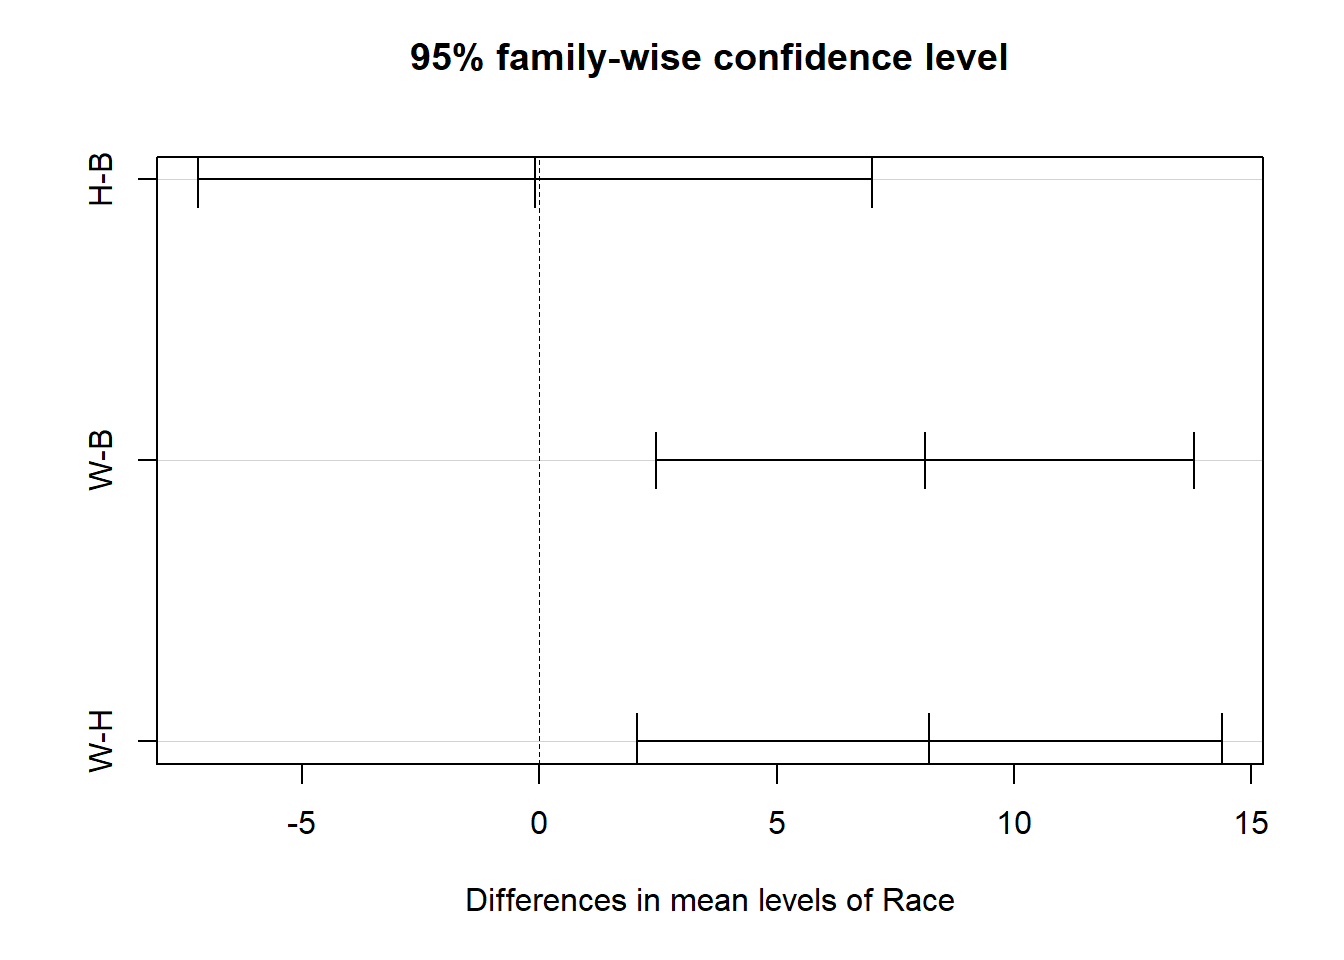 95% family-wise confidence level
H-B
W-B
W-H
-5 0 5 10 15
Differences in mean levels of Race